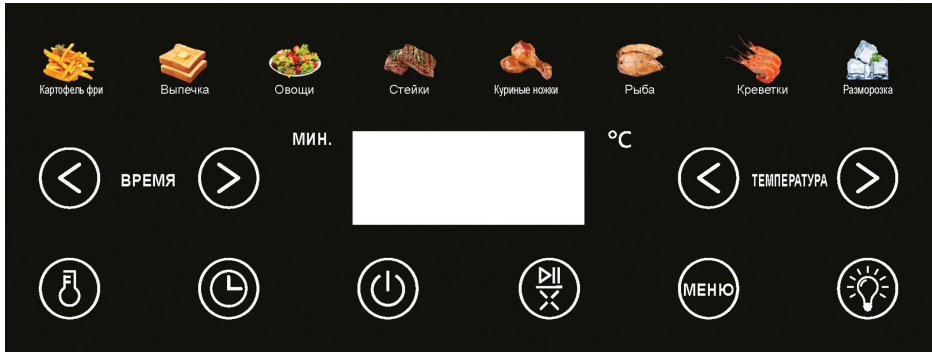 Картофель фри
Выпечка
Овощи
Стейки
Куриные ножки
Рыба
Креветки
Разморозка
МИН.
°C
ВРЕМЯ
ТЕМПЕРАТУРА
МЕНЮ